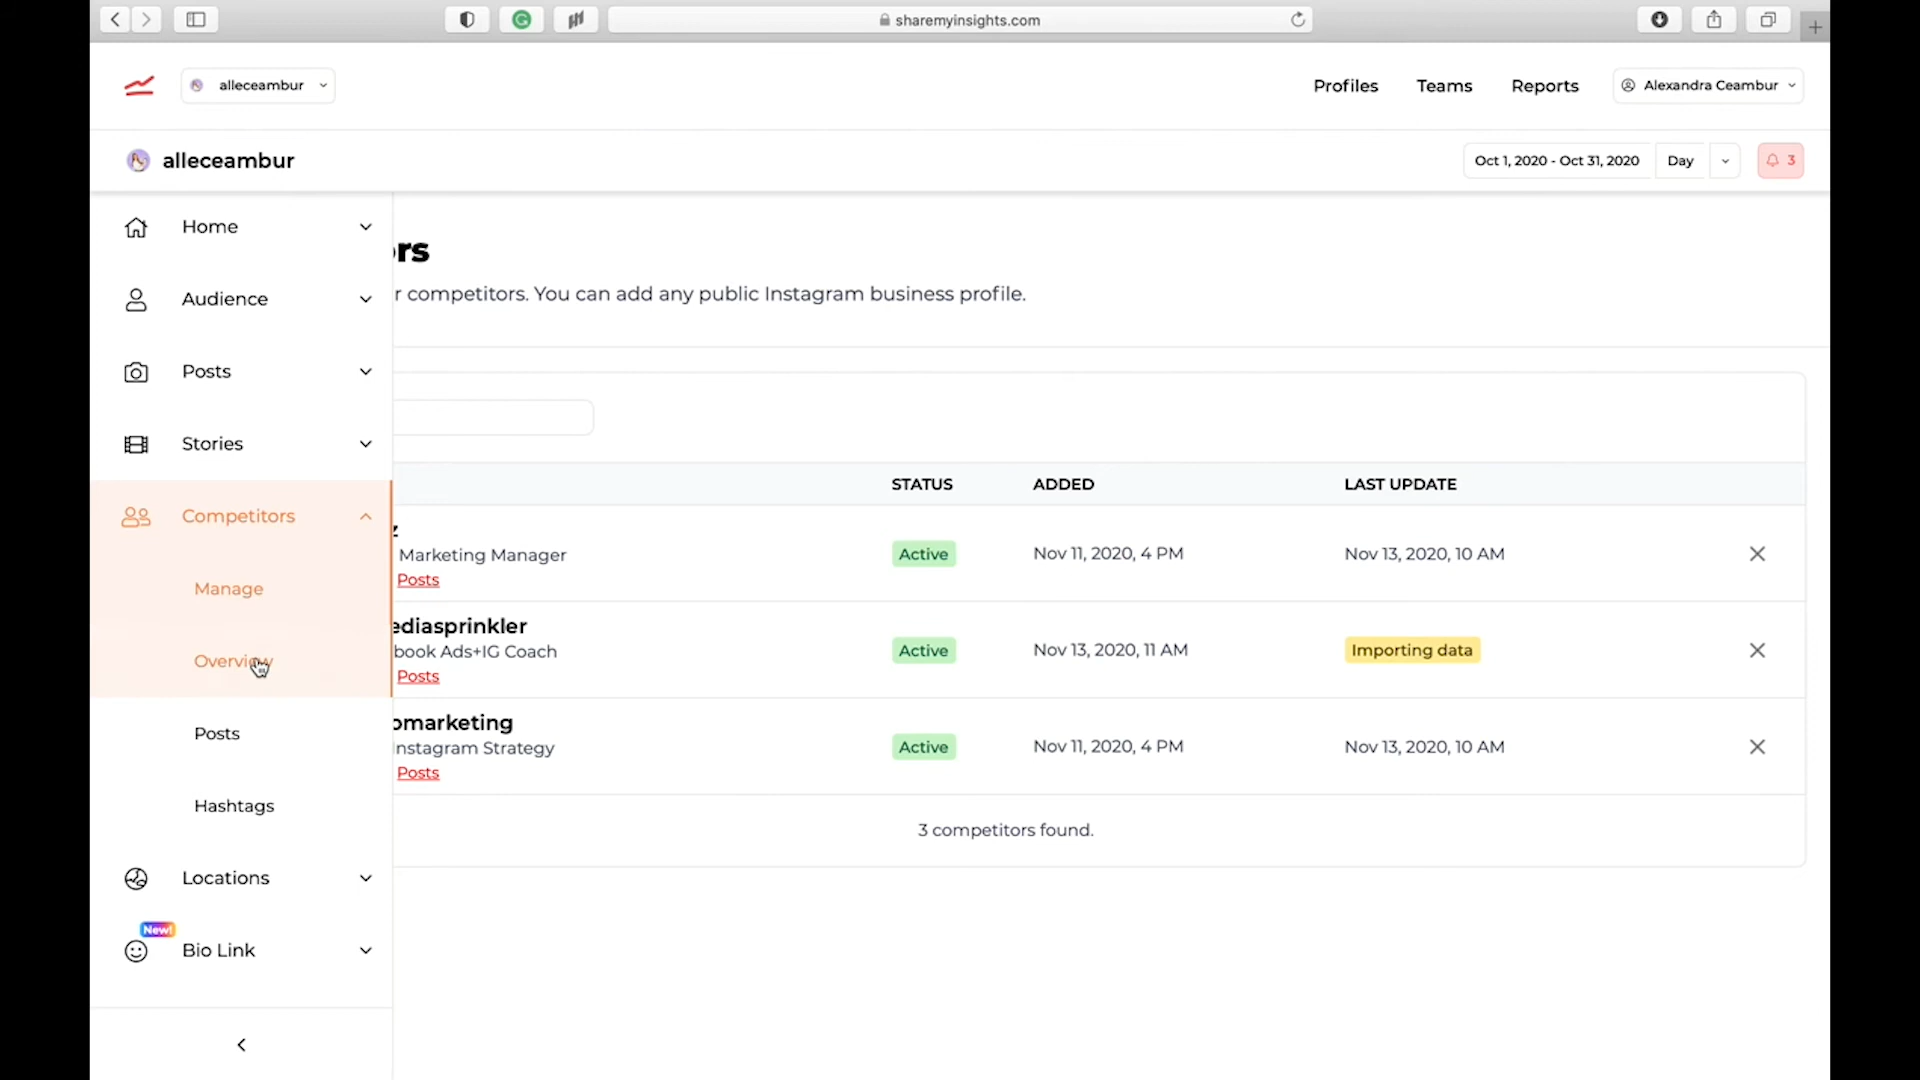 sharemyinsights.com
alleceambur
Profiles
Teams
Reports
Alexandra Ceambur
alleceambur
Oct 1, 2020 - Oct 31, 2020
Day
3
Home
Audience
Posts
Stories
Competitors
Manage
Overview
Posts
Hashtags
Locations
New!
Bio Link
rs
r competitors. You can add any public Instagram business profile.
STATUS
ADDED
LAST UPDATE
z
Marketing Manager
Posts
Active
Nov 11, 2020, 4 PM
Nov 13, 2020, 10 AM
ediasprinkler
book Ads+IG Coach
Posts
Active
Nov 13, 2020, 11 AM
Importing data
omarketing
Instagram Strategy
Posts
Active
Nov 11, 2020, 4 PM
Nov 13, 2020, 10 AM
3 competitors found.